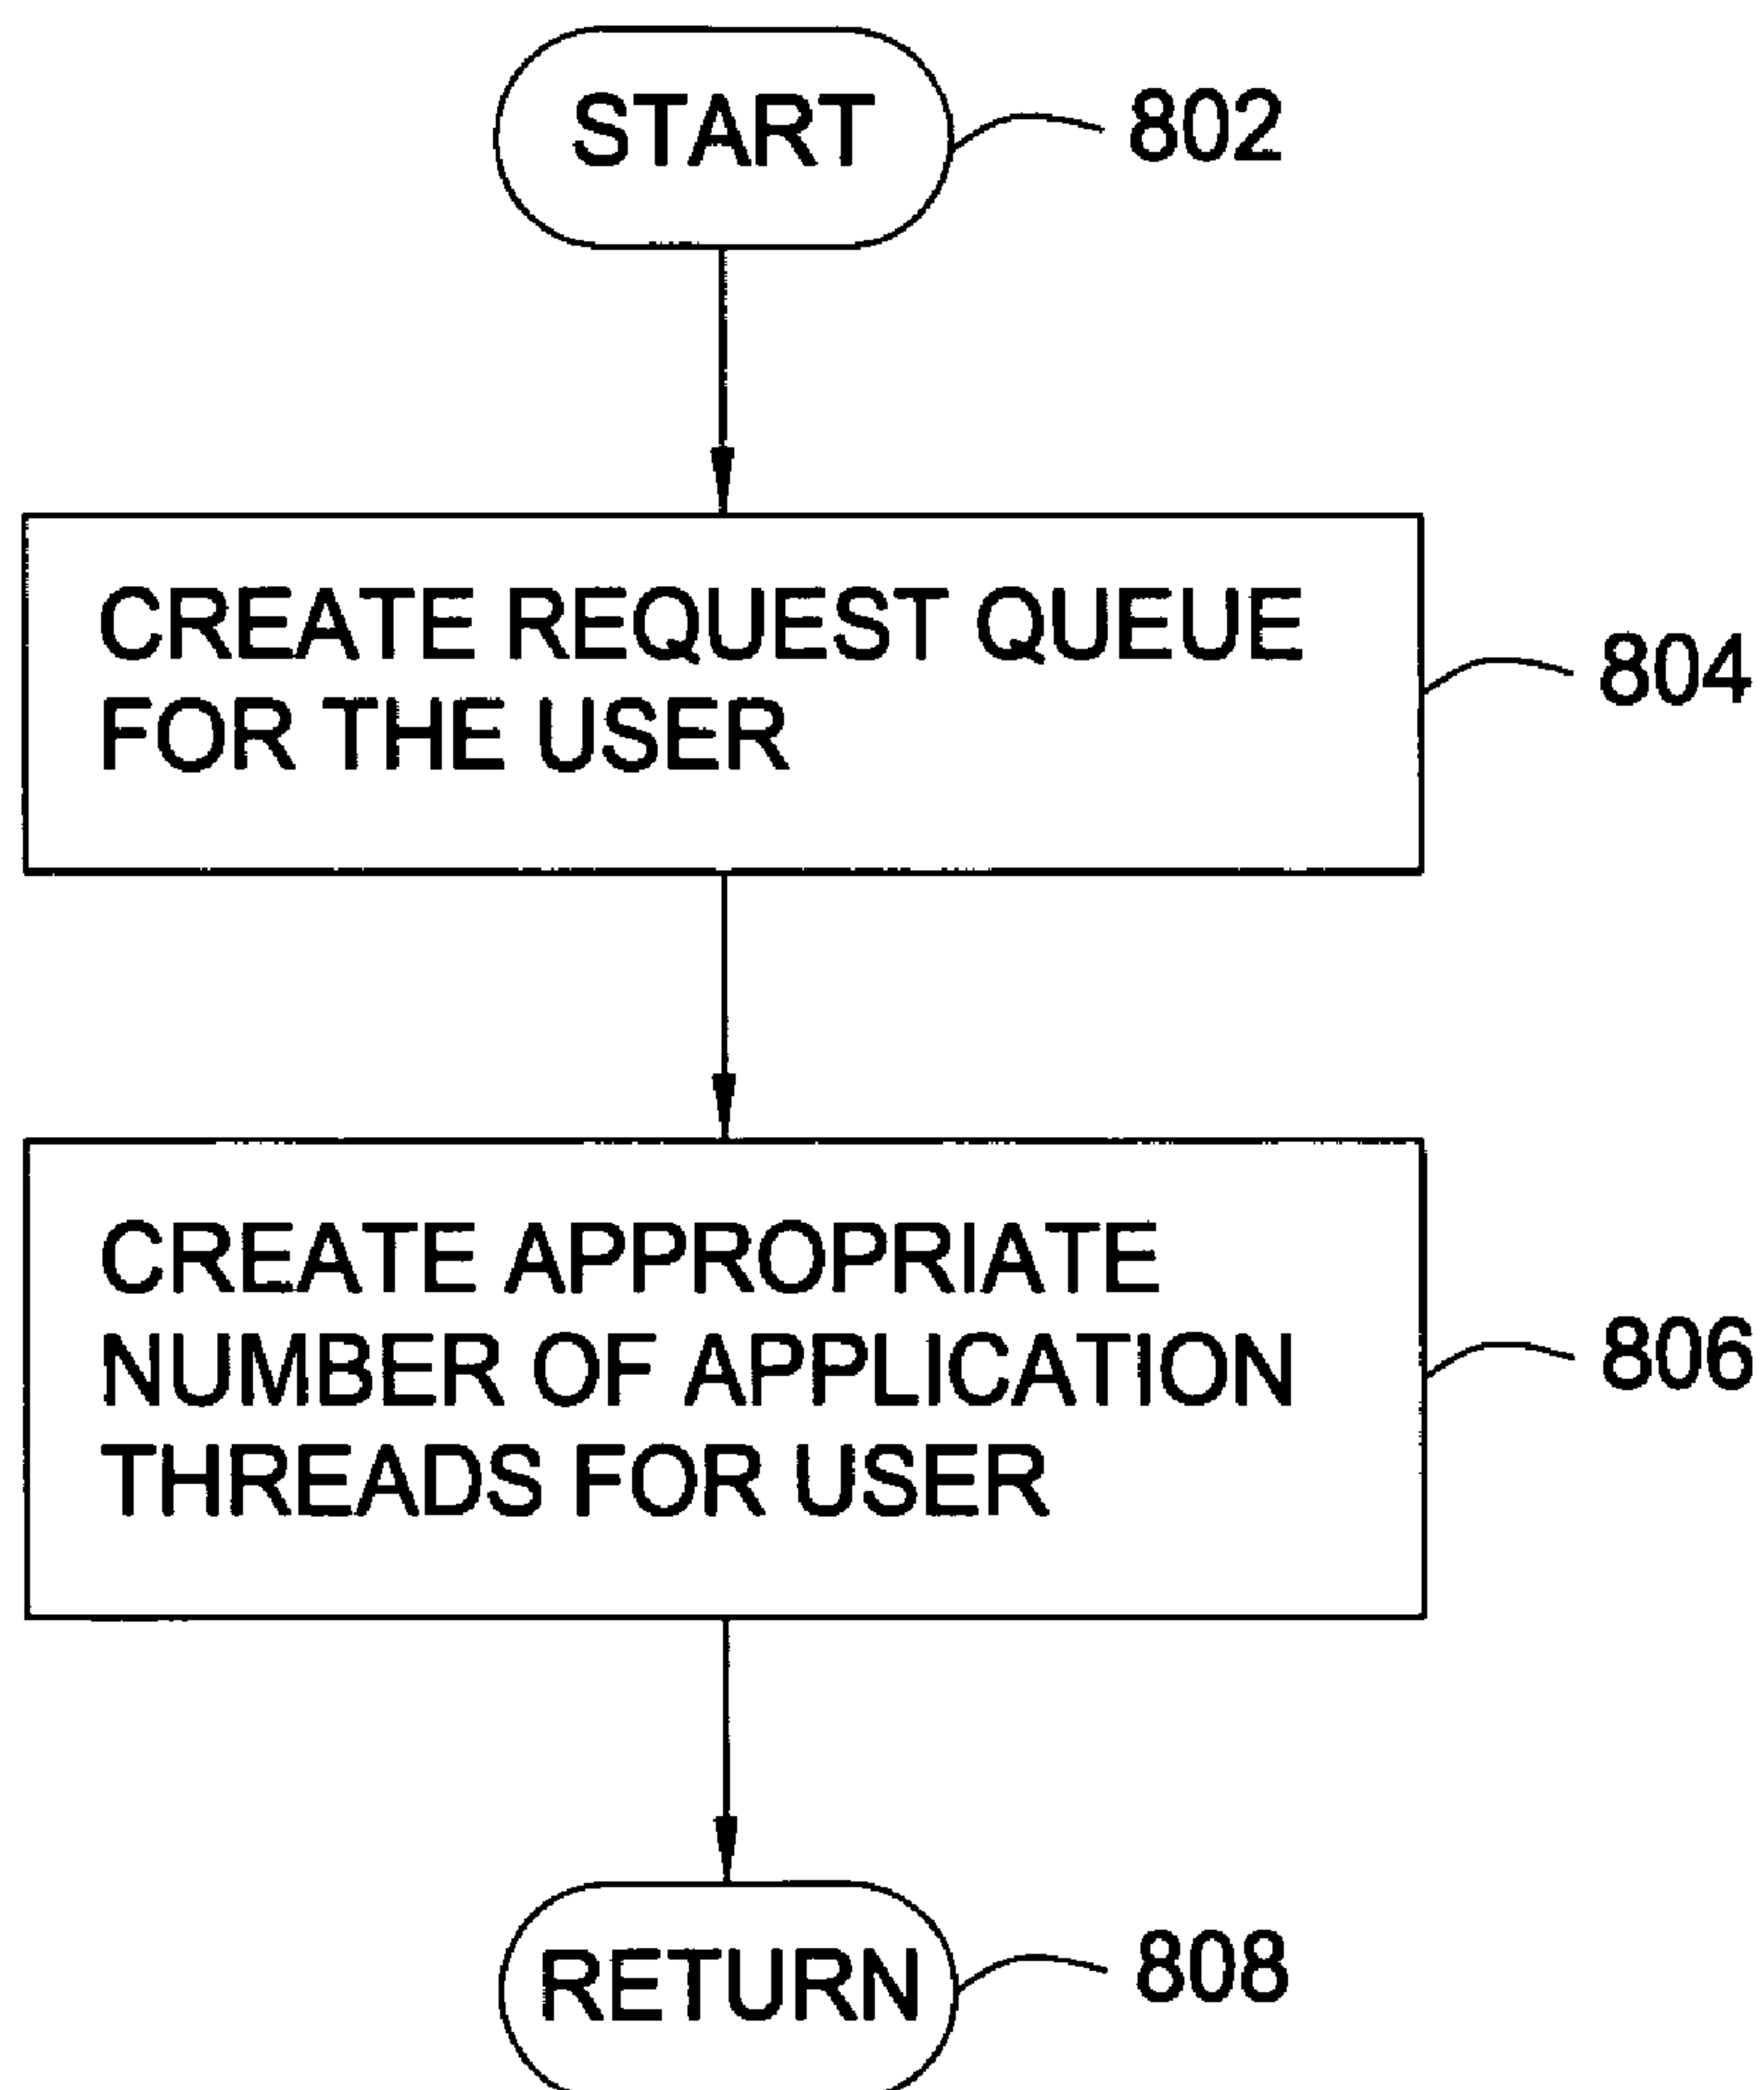 START
802
CREATE REQUEST QUEUE
FOR THE USER
804
CREATE APPROPRIATE
NUMBER OF APPLICATION
THREADS FOR USER
806
RETURN
808